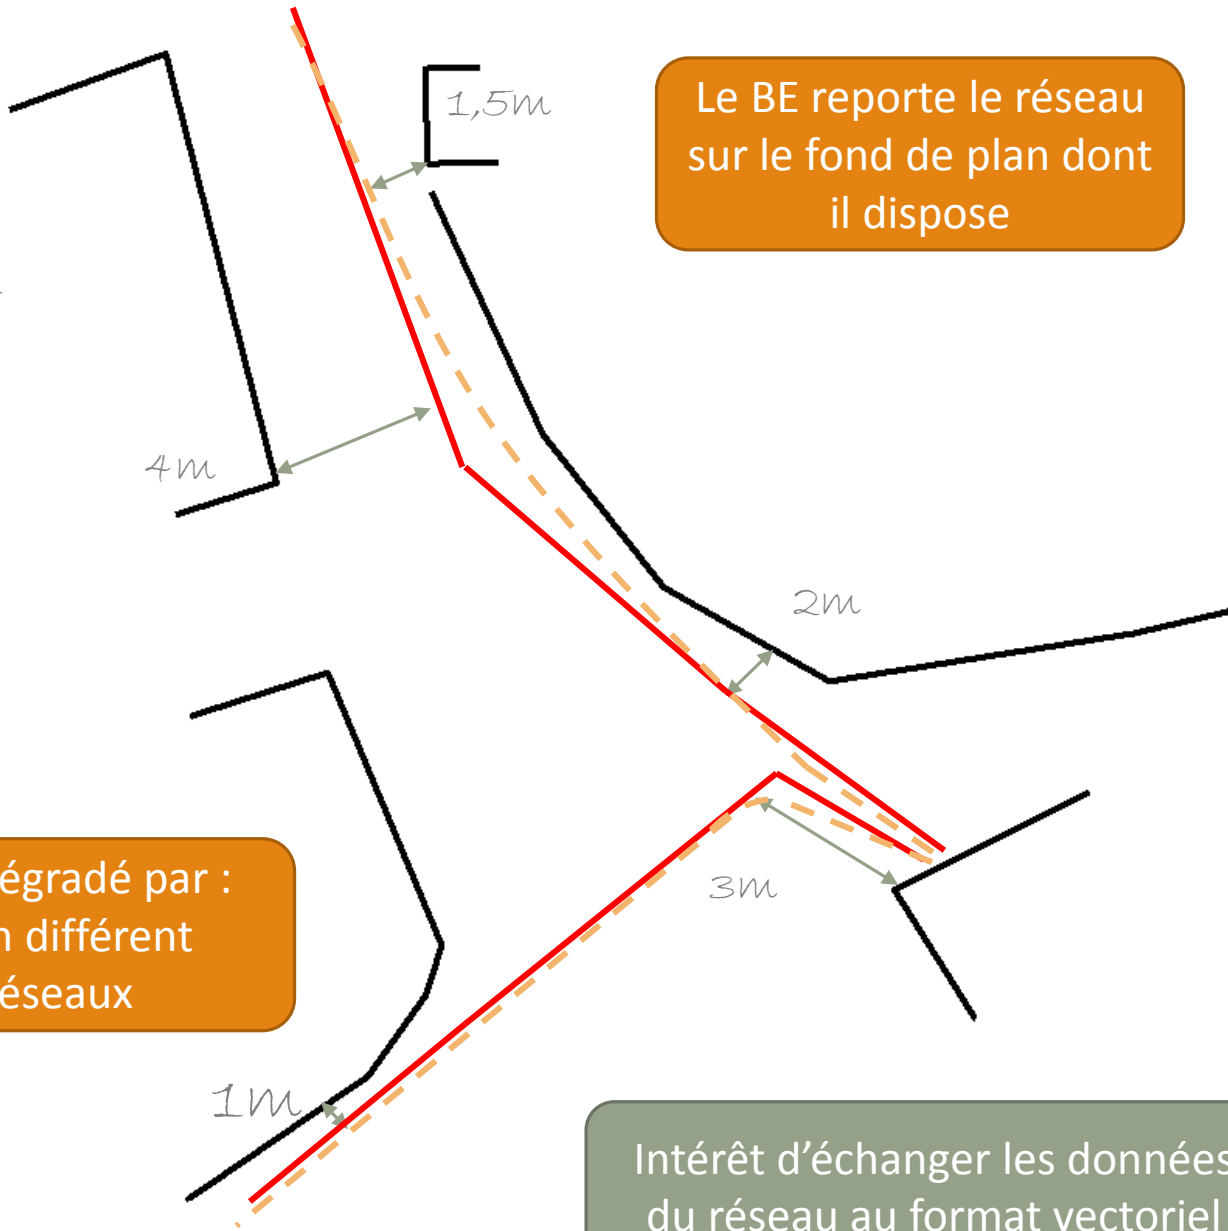 1,5m
Le BE reporte le réseau
sur le fond de plan dont
il dispose
4m
2m
égradé par :
différent
éseaux
3m
1m
Intérêt d'échanger les données
du réseau au format vectoriel